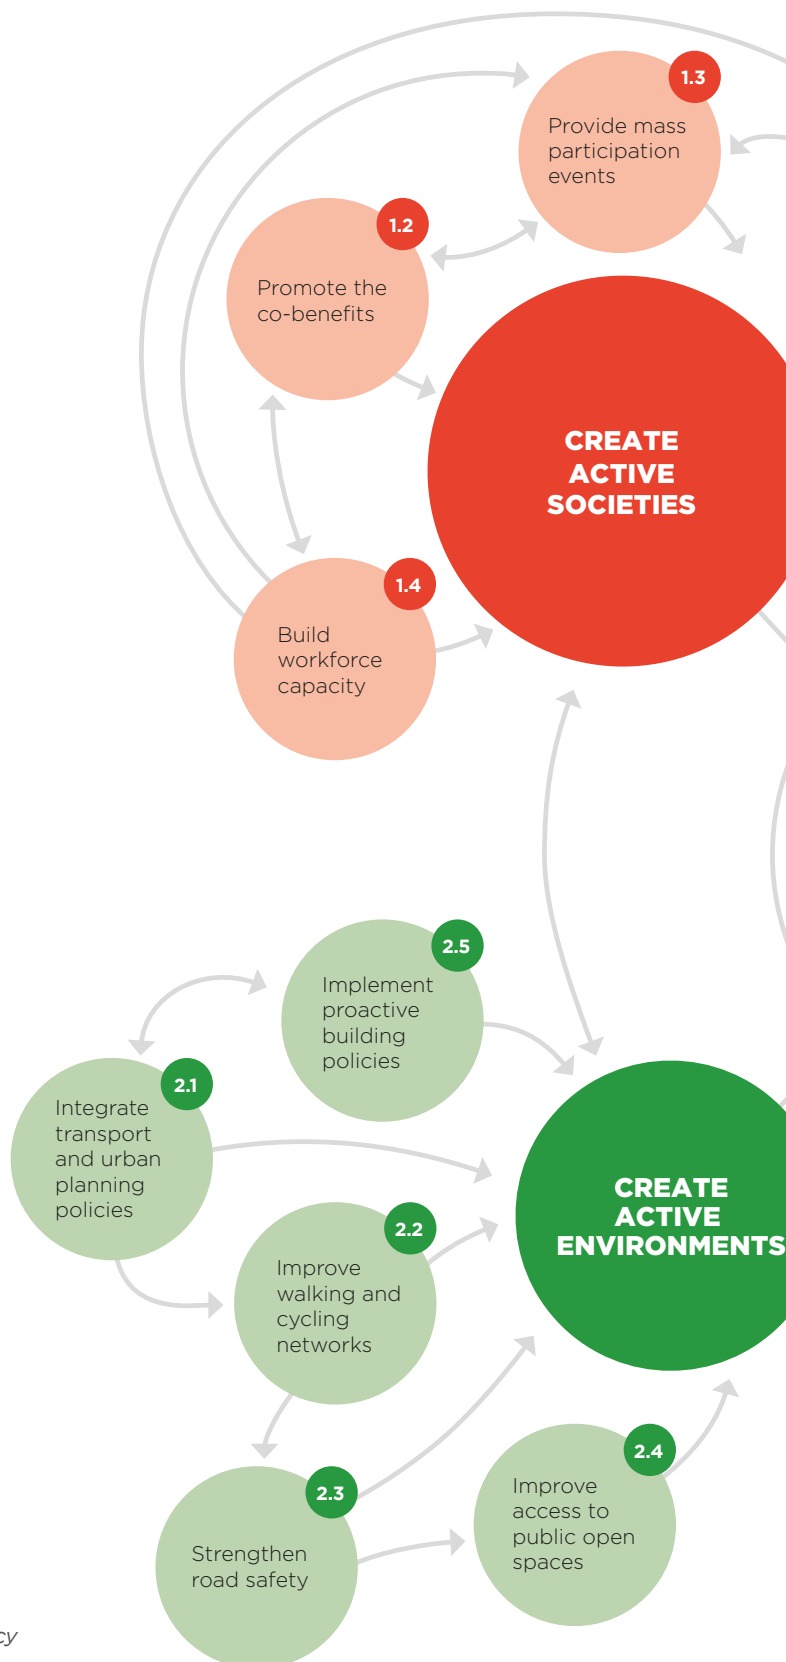 1.3
Provide mass
participation
events
1.2
Promote the
co-benefits
CREATE
ACTIVE
SOCIETIES
1.4
Build
workforce
capacity
2.5
Implement
proactive
building
policies
2.1
Integrate
transport
and urban
planning
policies
CREATE
ACTIVE
ENVIRONMENTS
2.2
Improve
walking and
cycling
networks
2.4
Improve
access to
public open
spaces
2.3
Strengthen
road safety